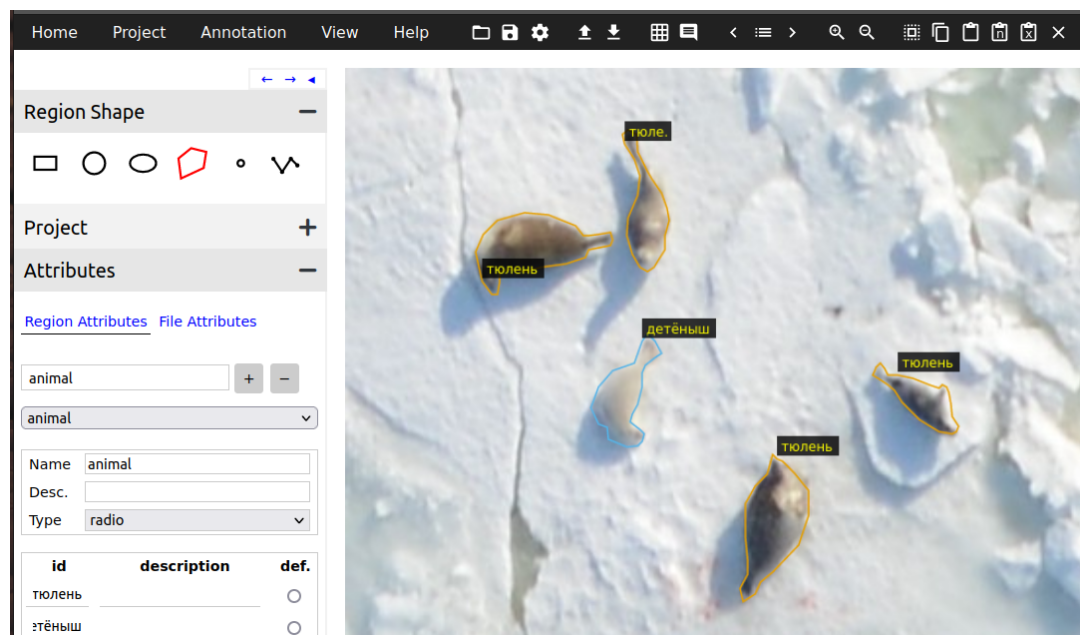 Home Project Annotation View Help
Region Shape
Project
Attributes
Region Attributes File Attributes
animal
animal
Name animal
Desc.
Type radio
id description def.
тюлень
етёныш
тюле.
тюлень
детёныш
тюлень
тюлень